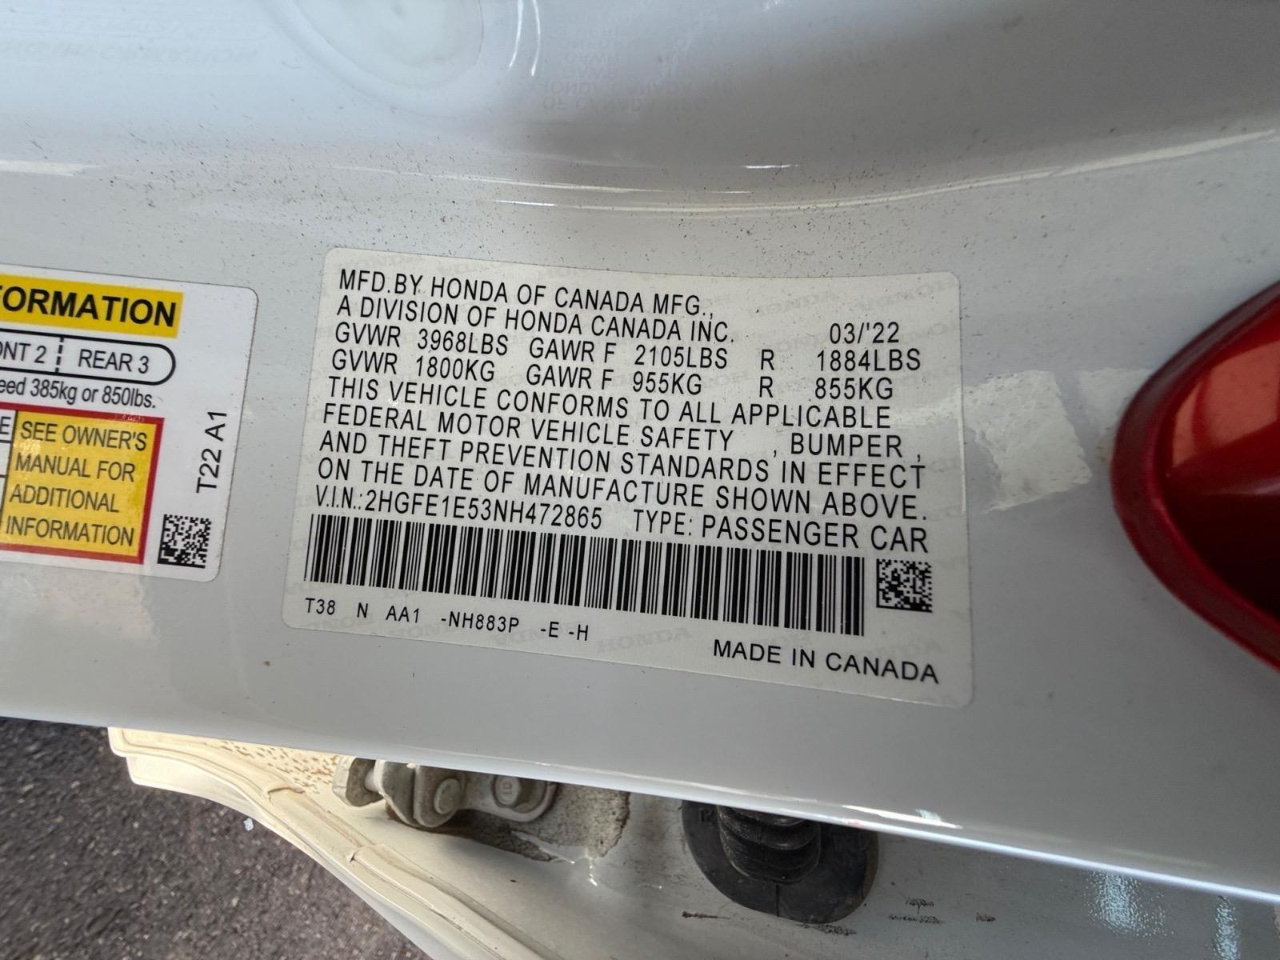 FORMATION
ONT 2 REAR 3
eed 385kg or 850lbs.
E
SEE OWNER'S
MANUAL FOR
ADDITIONAL
INFORMATION
T22 A1
MFD.BY HONDA OF CANADA MFG.,
A DIVISION OF HONDA CANADA INC. 03/'22
GVWR 3968LBS GAWR F 2105LBS R 1884LBS
GVWR 1800KG GAWR F 955KG R 855KG
THIS VEHICLE CONFORMS TO ALL APPLICABLE
FEDERAL MOTOR VEHICLE SAFETY , BUMPER ,
AND THEFT PREVENTION STANDARDS IN EFFECT
ON THE DATE OF MANUFACTURE SHOWN ABOVE.
V.I.N.:2HGFE1E53NH472865 TYPE: PASSENGER CAR
T38 N AA1 -NH883P -E -H
MADE IN CANADA